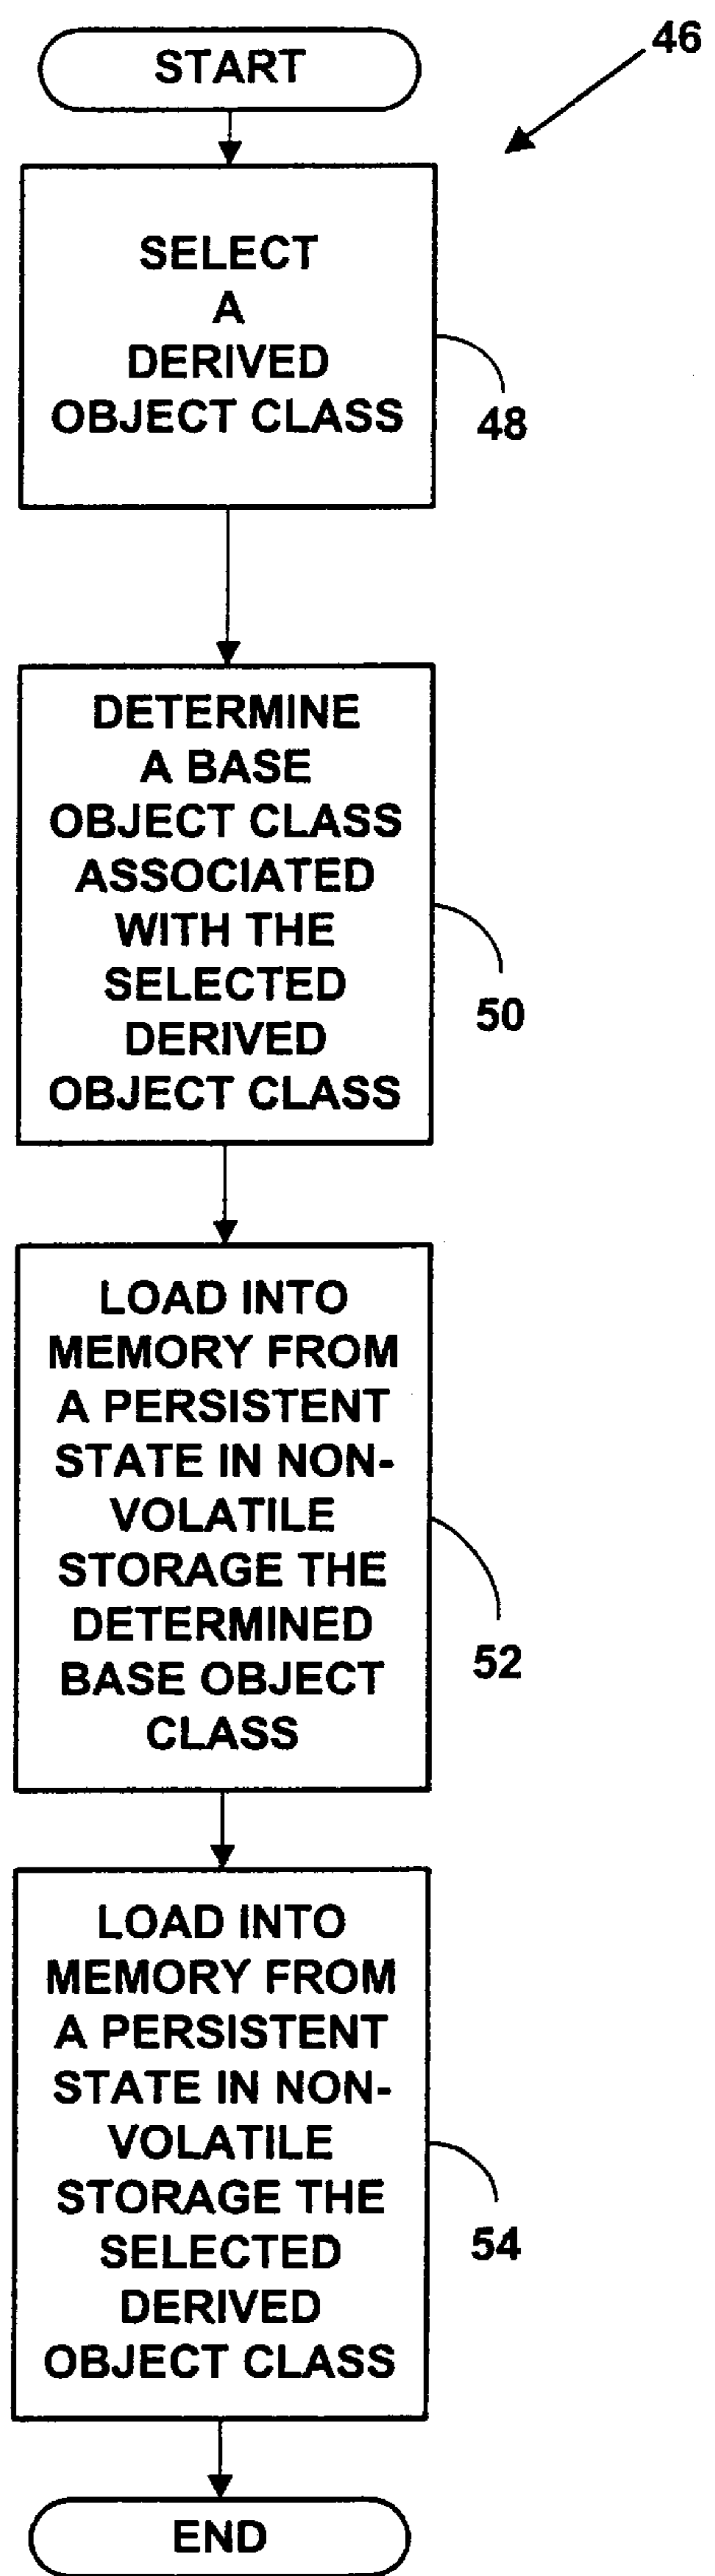 START
46
SELECT
A
DERIVED
OBJECT CLASS
48
DETERMINE
A BASE
OBJECT CLASS
ASSOCIATED
WITH THE
SELECTED
DERIVED
OBJECT CLASS
50
LOAD INTO
MEMORY FROM
A PERSISTENT
STATE IN NON-
VOLATILE
STORAGE THE
DETERMINED
BASE OBJECT
CLASS
52
LOAD INTO
MEMORY FROM
A PERSISTENT
STATE IN NON-
VOLATILE
STORAGE THE
SELECTED
DERIVED
OBJECT CLASS
54
END